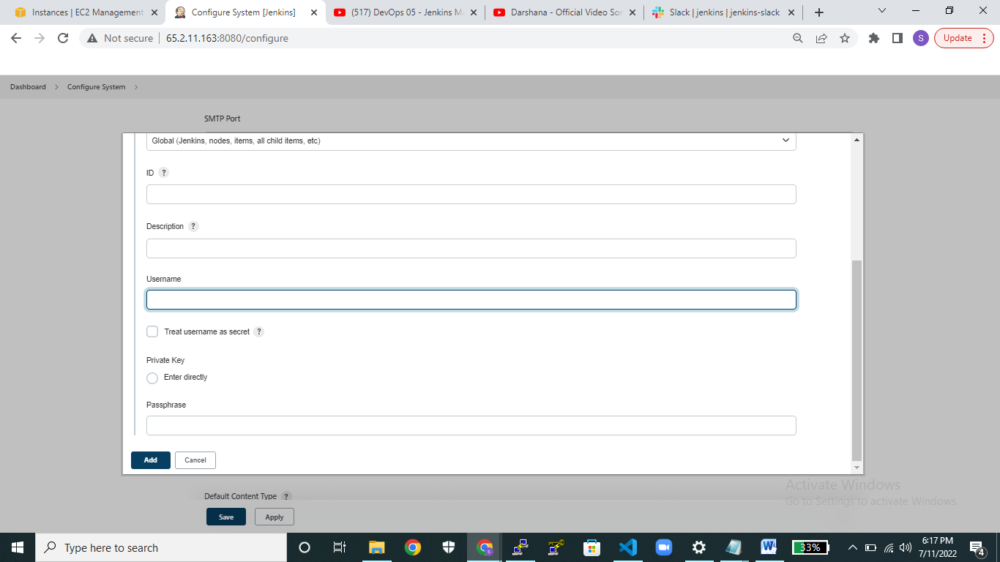 Instances | EC2 Management
Configure System [Jenkins]
(517) DevOps 05 - Jenkins Ma
Darshana - Official Video Son
Slack | jenkins | jenkins-slack
Not secure
65.2.11.163:8080/configure
S
Update
Dashboard
Configure System
SMTP Port
Global (Jenkins, nodes, items, all child items, etc)
ID ?
Description ?
Username
Treat username as secret ?
Private Key
Enter directly
Passphrase
Add
Cancel
Activate Windows
Go to Settings to activate Windows.
Default Content Type ?
Save
Apply
Type here to search
33%
6:17 PM
7/11/2022
4